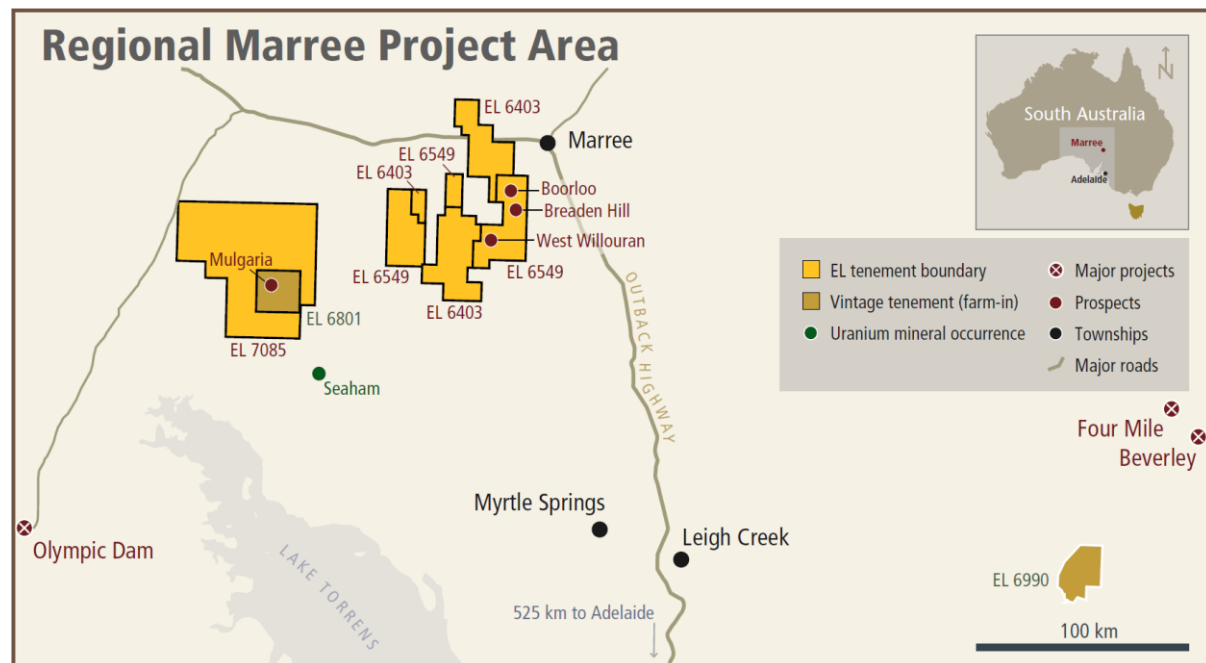 Regional Marree Project Area
N
South Australia
Marree
Adelaide
EL 6403
Marree
EL 6549
EL 6403
Boorloo
Breaden Hill
West Willouran
Mulgaria
EL 6549
EL 6549
EL 6801
EL 6403
EL 7085
Seaham
OUTBACK HIGHWAY
EL tenement boundary
Vintage tenement (farm-in)
Uranium mineral occurrence
Major projects
Prospects
Townships
Major roads
Four Mile
Beverley
Myrtle Springs
Leigh Creek
Olympic Dam
LAKE TORRENS
EL 6990
525 km to Adelaide
100 km